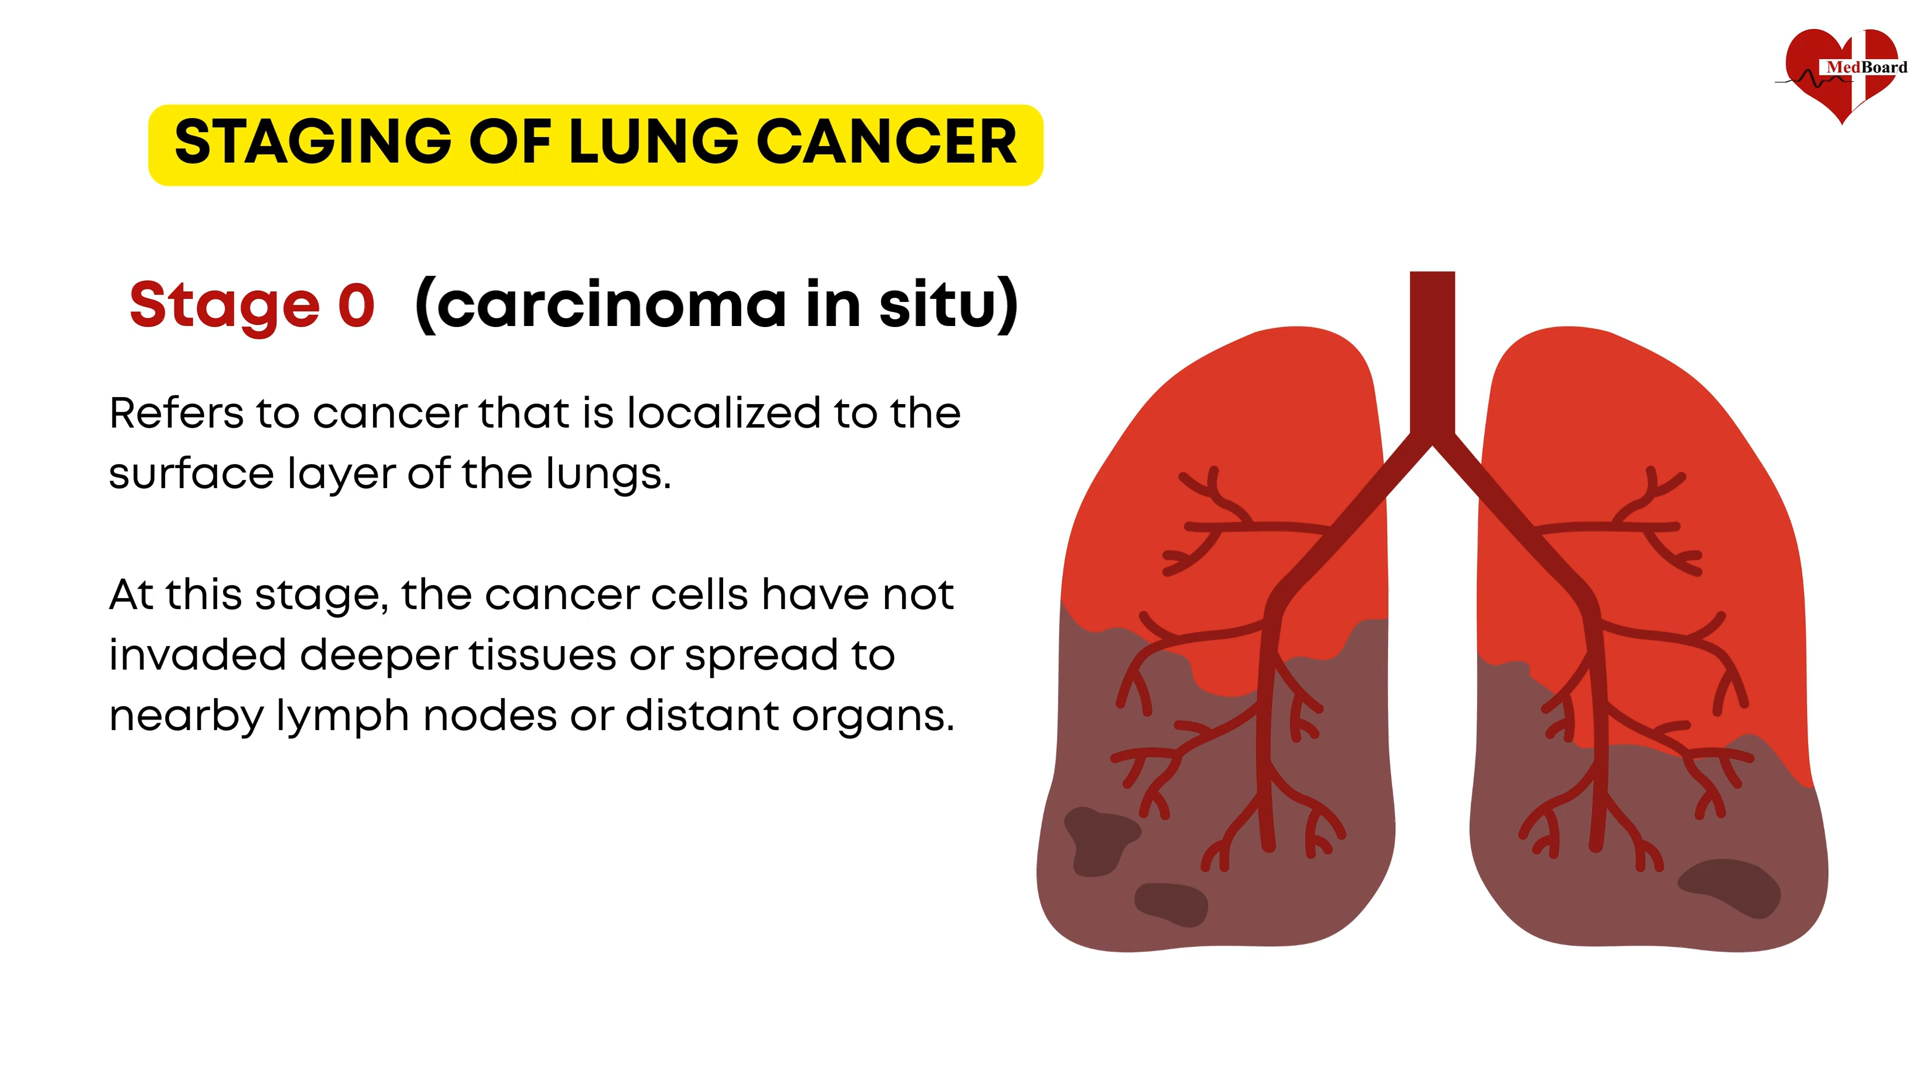 MedBoard
STAGING OF LUNG CANCER
Stage 0 (carcinoma in situ)
Refers to cancer that is localized to the
surface layer of the lungs.
At this stage, the cancer cells have not
invaded deeper tissues or spread to
nearby lymph nodes or distant organs.